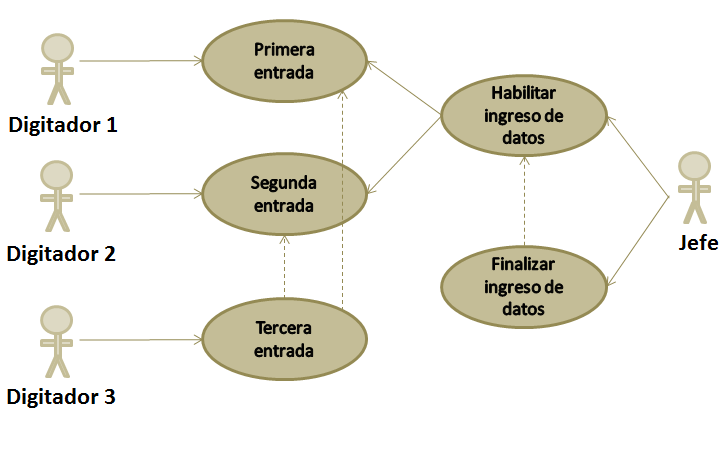 Primera
entrada
Digitador 1
Habilitar
ingreso de
datos
Segunda
entrada
Digitador 2
Jefe
Finalizar
ingreso de
datos
Tercera
entrada
Digitador 3